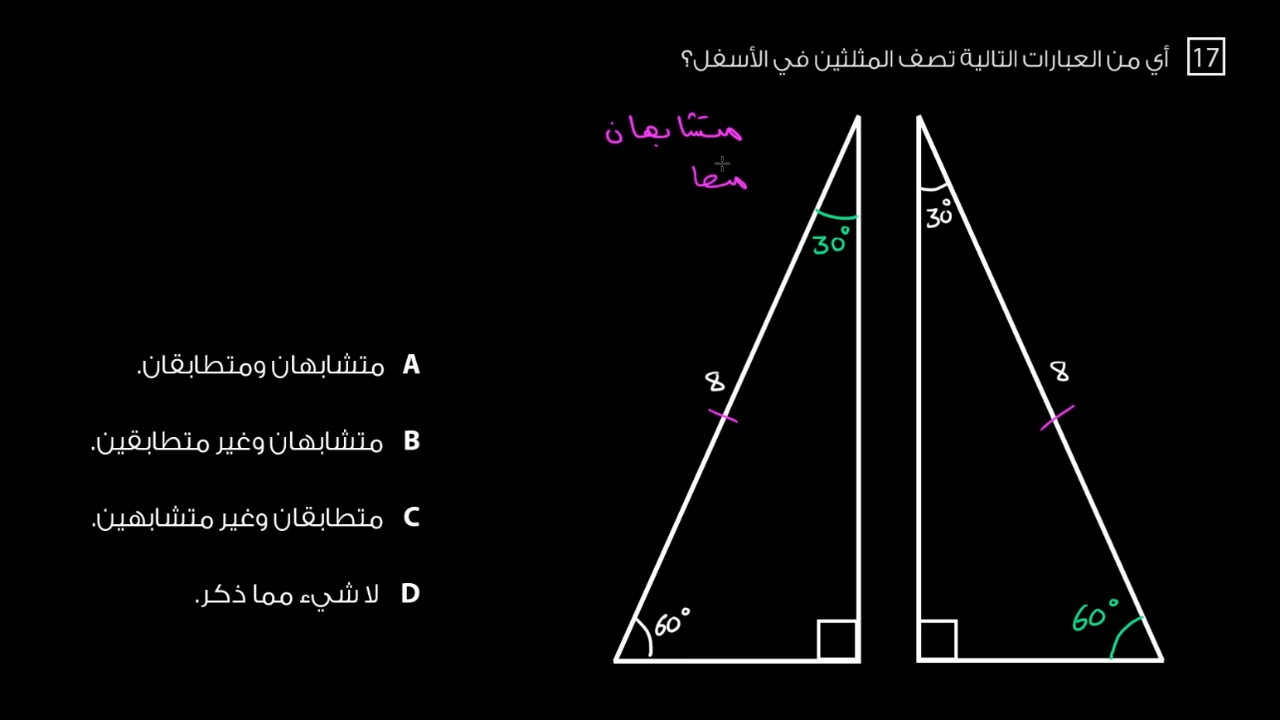 17 أي من العبارات التالية تصف المثلثين في الأسفل؟
متشابهان
30°
30°
8
8
A متشابهان ومتطابقان.
B متشابهان وغير متطابقين.
C متطابقان وغير متشابهين.
D لا شيء مما ذكر.
60°
60°